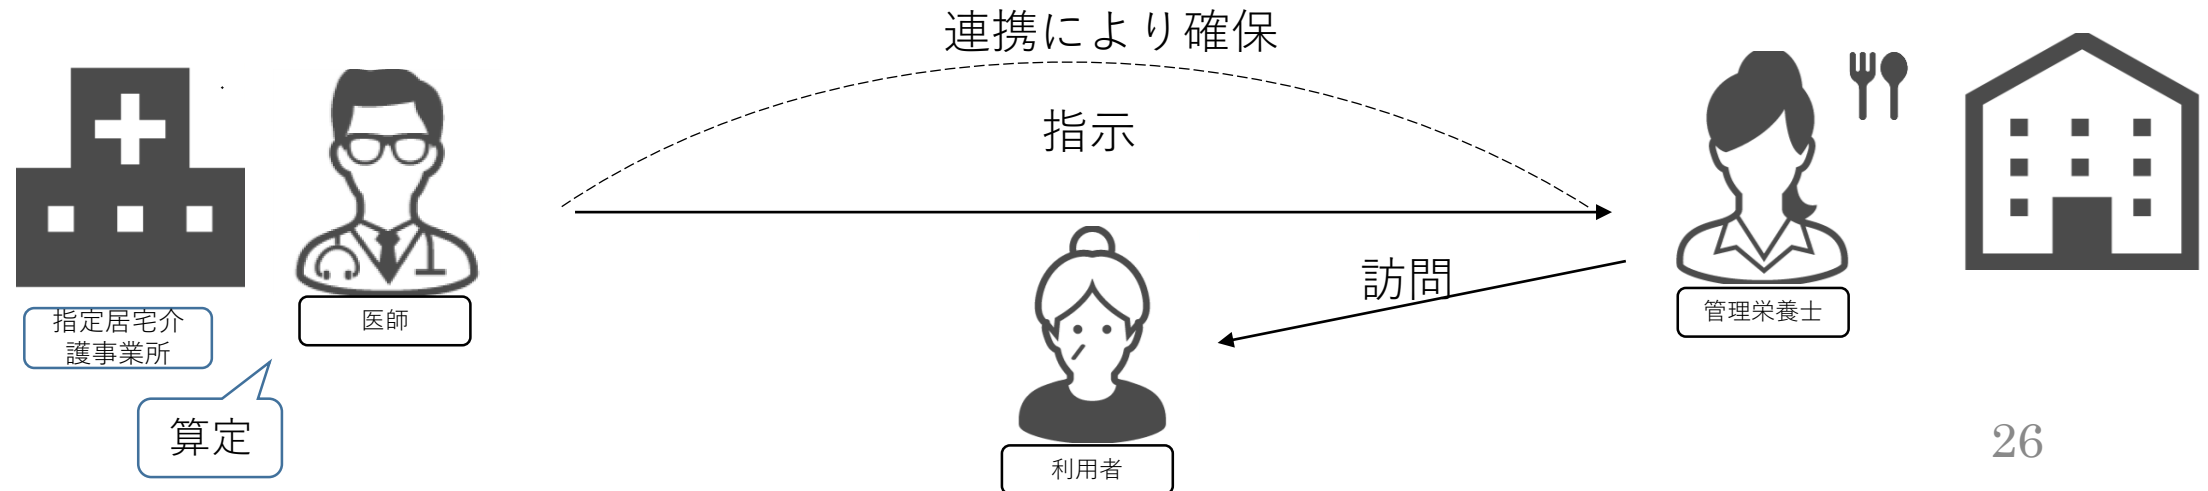 連携により確保
指示
訪問
指定居宅介
護事業所
医師
管理栄養士
算定
利用者
26